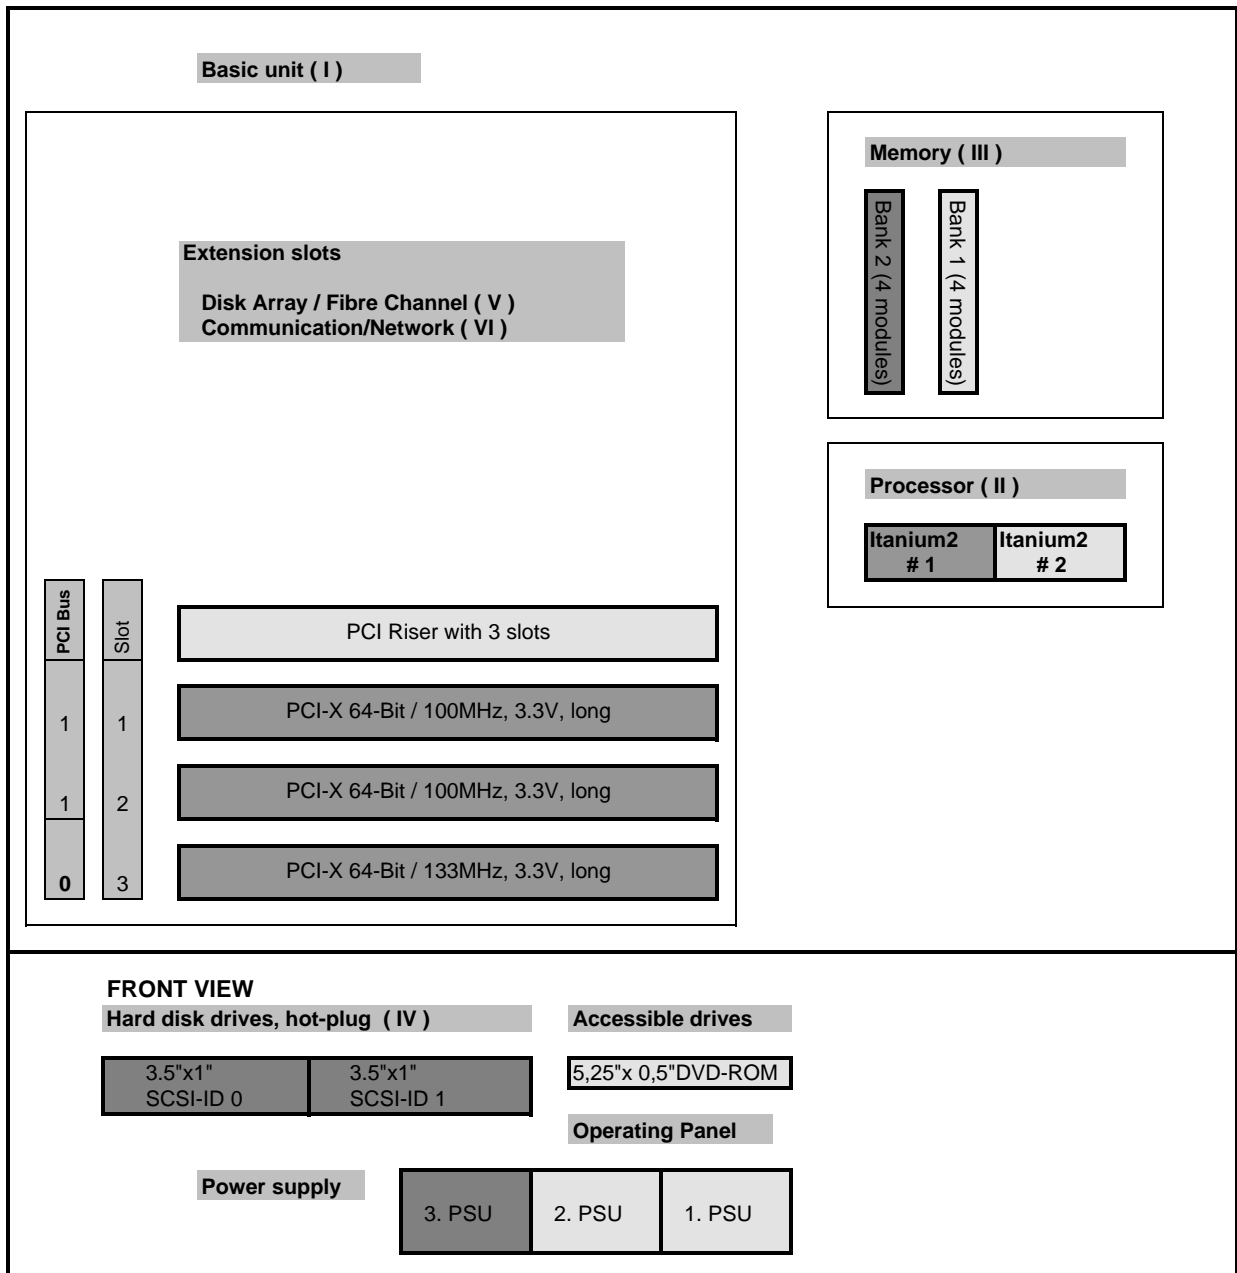 Basic unit ( I )
Extension slots
Disk Array / Fibre Channel ( V )
Communication/Network ( VI )
Memory ( III )
Bank 2 (4 modules)
Bank 1 (4 modules)
Processor ( II )
Itanium2 # 1
Itanium2 # 2
PCI Bus
Slot
PCI Riser with 3 slots
1 1 PCI-X 64-Bit / 100MHz, 3.3V, long
1 2 PCI-X 64-Bit / 100MHz, 3.3V, long
0 3 PCI-X 64-Bit / 133MHz, 3.3V, long
FRONT VIEW
Hard disk drives, hot-plug ( IV )
3.5"x1"
SCSI-ID 0
3.5"x1"
SCSI-ID 1
Accessible drives
5,25"x 0,5"DVD-ROM
Operating Panel
Power supply
3. PSU
2. PSU
1. PSU